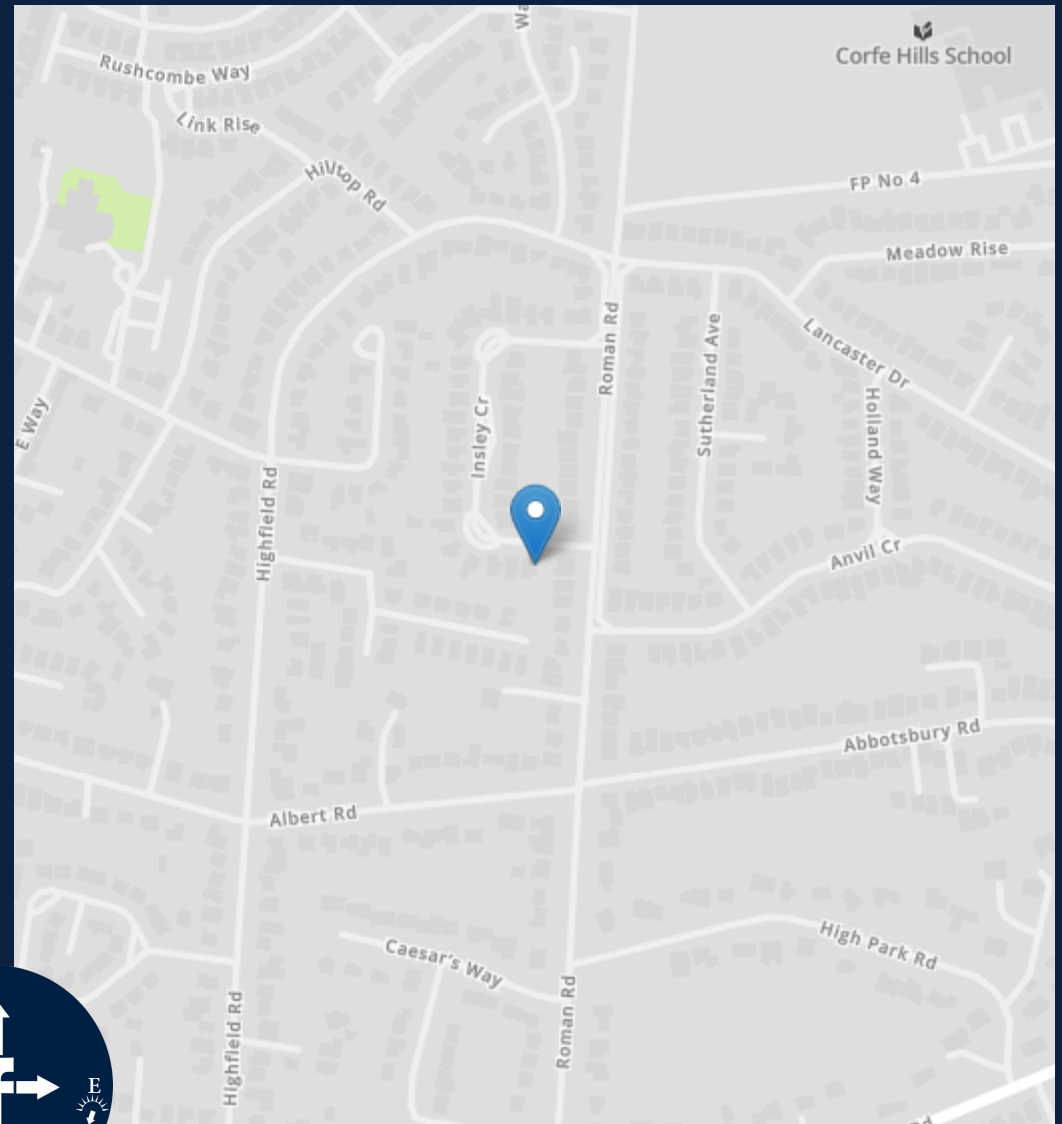 Wa
Corfe Hills School
Rushcombe Way
Link Rise
Hilltop Rd
FP No 4
Meadow Rise
Roman Rd
Sutherland Ave
Lancaster Dr
Holland Way
Insley Cr
E Way
Highfield Rd
Anvil Cr
Abbotsbury Rd
Albert Rd
High Park Rd
Caesar's Way
Roman Rd
Highfield Rd
E
Rd